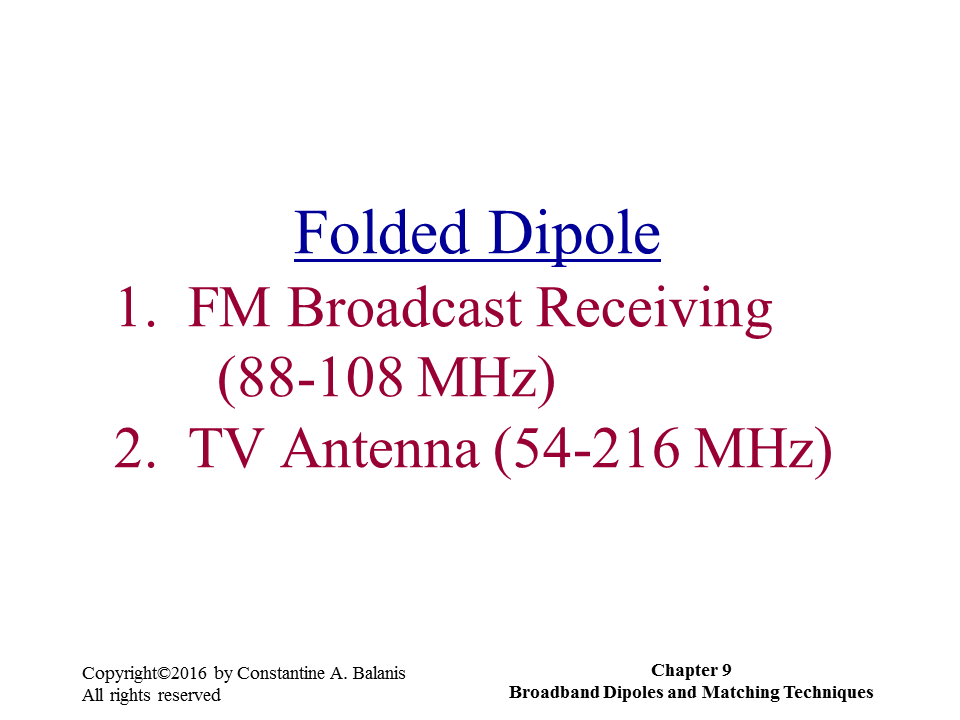 Folded Dipole
1. FM Broadcast Receiving
(88-108 MHz)
2. TV Antenna (54-216 MHz)
Copyright©2016 by Constantine A. Balanis
All rights reserved
Chapter 9
Broadband Dipoles and Matching Techniques